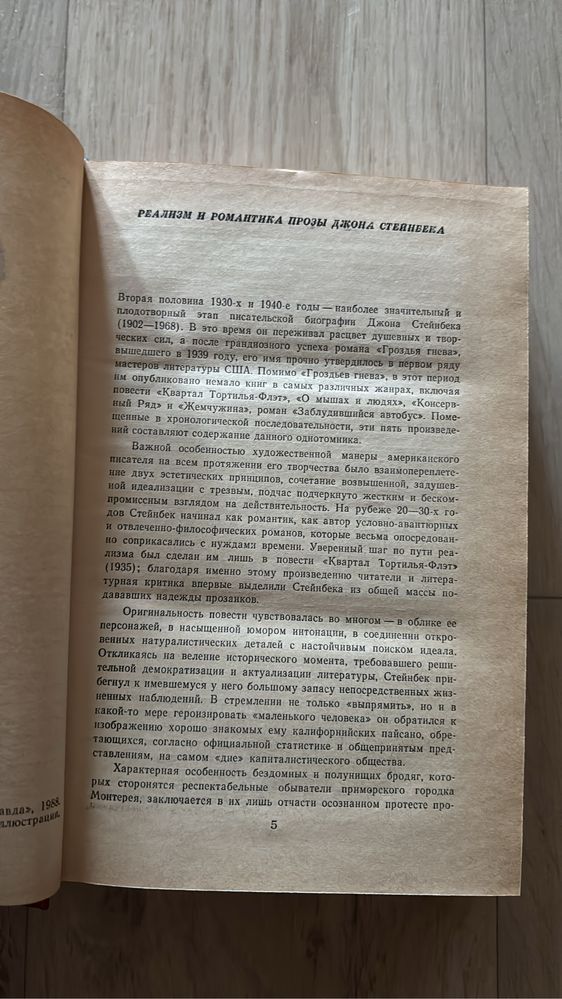 РЕАЛИЗМ И РОМАНТИКА ПРОЗЫ ДЖОНА СТЕЙНБЕКА
Вторая половина 1930-х и 1940-е годы — наиболее значительный и
плодотворный этап писательской биографии Джона Стейнбека
(1902—1968). В это время он переживал расцвет душевных и твор-
ческих сил, а после грандиозного успеха романа «Гроздья гнева»,
вышедшего в 1939 году, его имя прочно утвердилось в первом ряду
мастеров литературы США. Помимо «Гроздьев гнева», в этот период
им опубликовано немало книг в самых различных жанрах, включая
повести «Квартал Тортилья-Флэт», «О мышах и людях», «Консерв-
ный Ряд» и «Жемчужина», роман «Заблудившийся автобус». Поме-
щенные в хронологической последовательности, эти пять произведе-
ний составляют содержание данного однотомника.
Важной особенностью художественной манеры американского
писателя на всем протяжении его творчества было взаимопереплете-
ние двух эстетических принципов, сочетание возвышенной, задушев-
ной идеализации с трезвым, подчас подчеркнуто жестким и беском-
промиссным взглядом на действительность. На рубеже 20—30-х го-
дов Стейнбек начинал как романтик, как автор условно-авантюрных
и отвлеченно-философических романов, которые весьма опосредован-
но соприкасались с нуждами времени. Уверенный шаг по пути реа-
лизма был сделан им лишь в повести «Квартал Тортилья-Флэт»
(1935); благодаря именно этому произведению читатели и литера-
турная критика впервые выделили Стейнбека из общей массы по-
дававших надежды прозаиков.
Оригинальность повести чувствовалась во многом — в облике ее
персонажей, в насыщенной юмором интонации, в соединении откро-
венных натуралистических деталей с настойчивым поиском идеала.
Откликаясь на веление исторического момента, требовавшего реши-
тельной демократизации и актуализации литературы, Стейнбек при-
бегнул к имевшемуся у него большому запасу непосредственных жиз-
ненных наблюдений. В стремлении не только «выпрямить», но и в
какой-то мере героизировать «маленького человека» он обратился к
изображению хорошо знакомых ему калифорнийских пайсано, обре-
тающихся, согласно официальной статистике и общепринятым пред-
ставлениям, на самом «дне» капиталистического общества.
Характерная особенность бездомных и полунищих бродяг, кото-
рых сторонятся респектабельные обыватели приморского городка
Монтерея, заключается в их лишь отчасти осознанном протесте про-
5
авда», 1988.
ллюстрации.